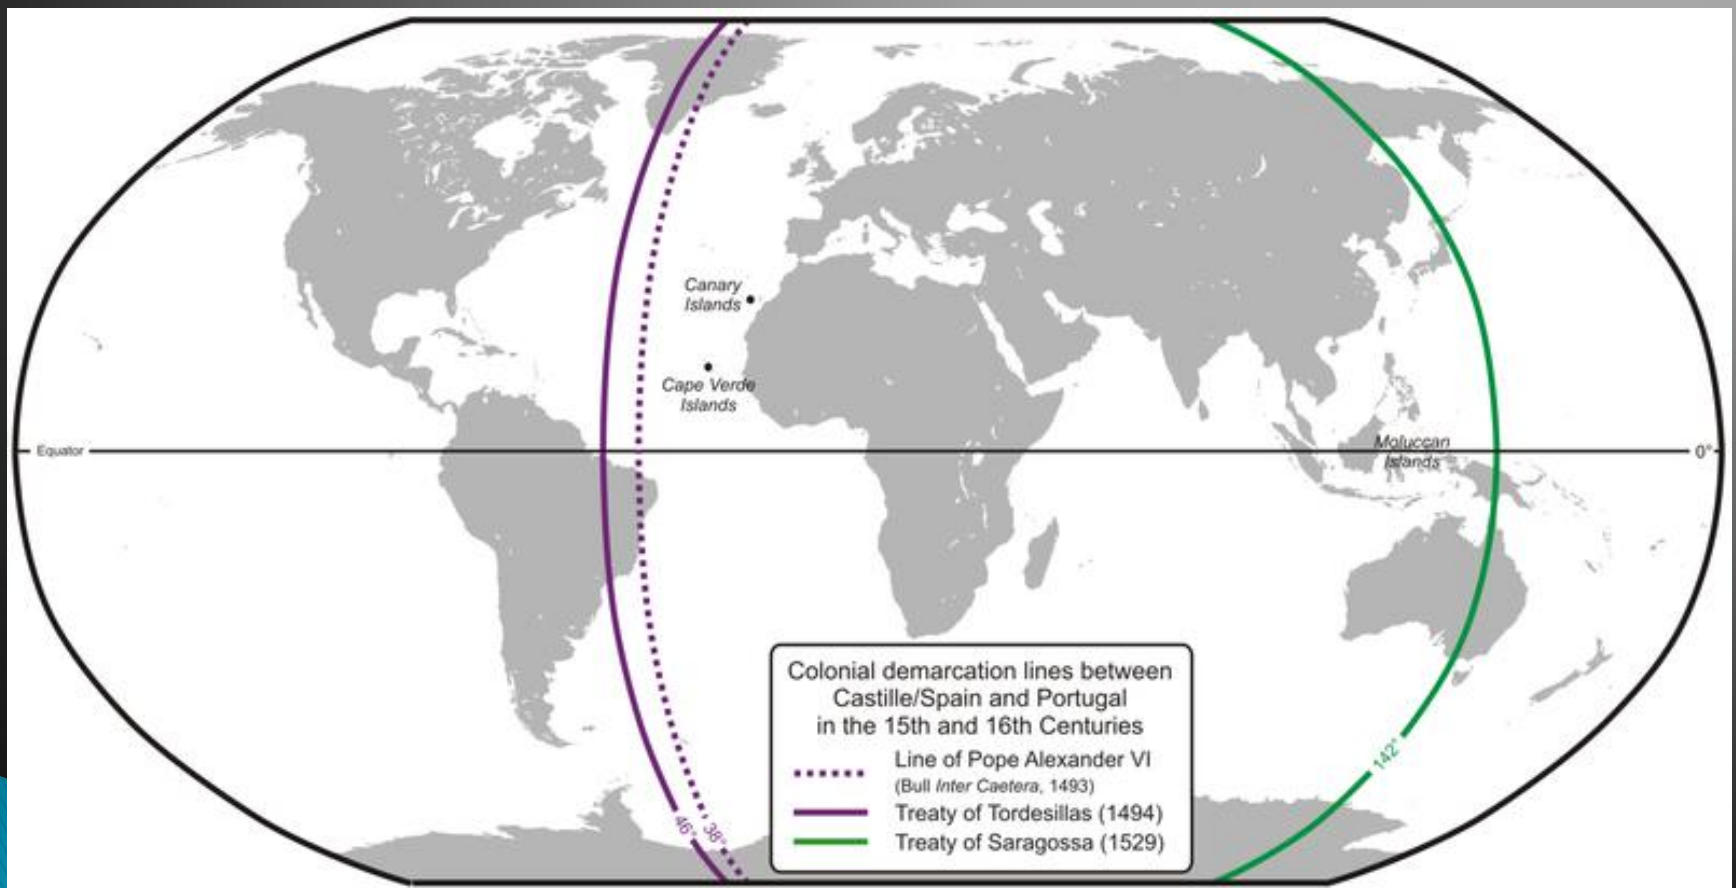 Canary
Islands
Cape Verde
Islands
Equator
Moluccan
Islands
0°
Colonial demarcation lines between
Castille/Spain and Portugal
in the 15th and 16th Centuries
Line of Pope Alexander VI
(Bull Inter Caetera, 1493)
Treaty of Tordesillas (1494)
Treaty of Saragossa (1529)
142°
46°
38°